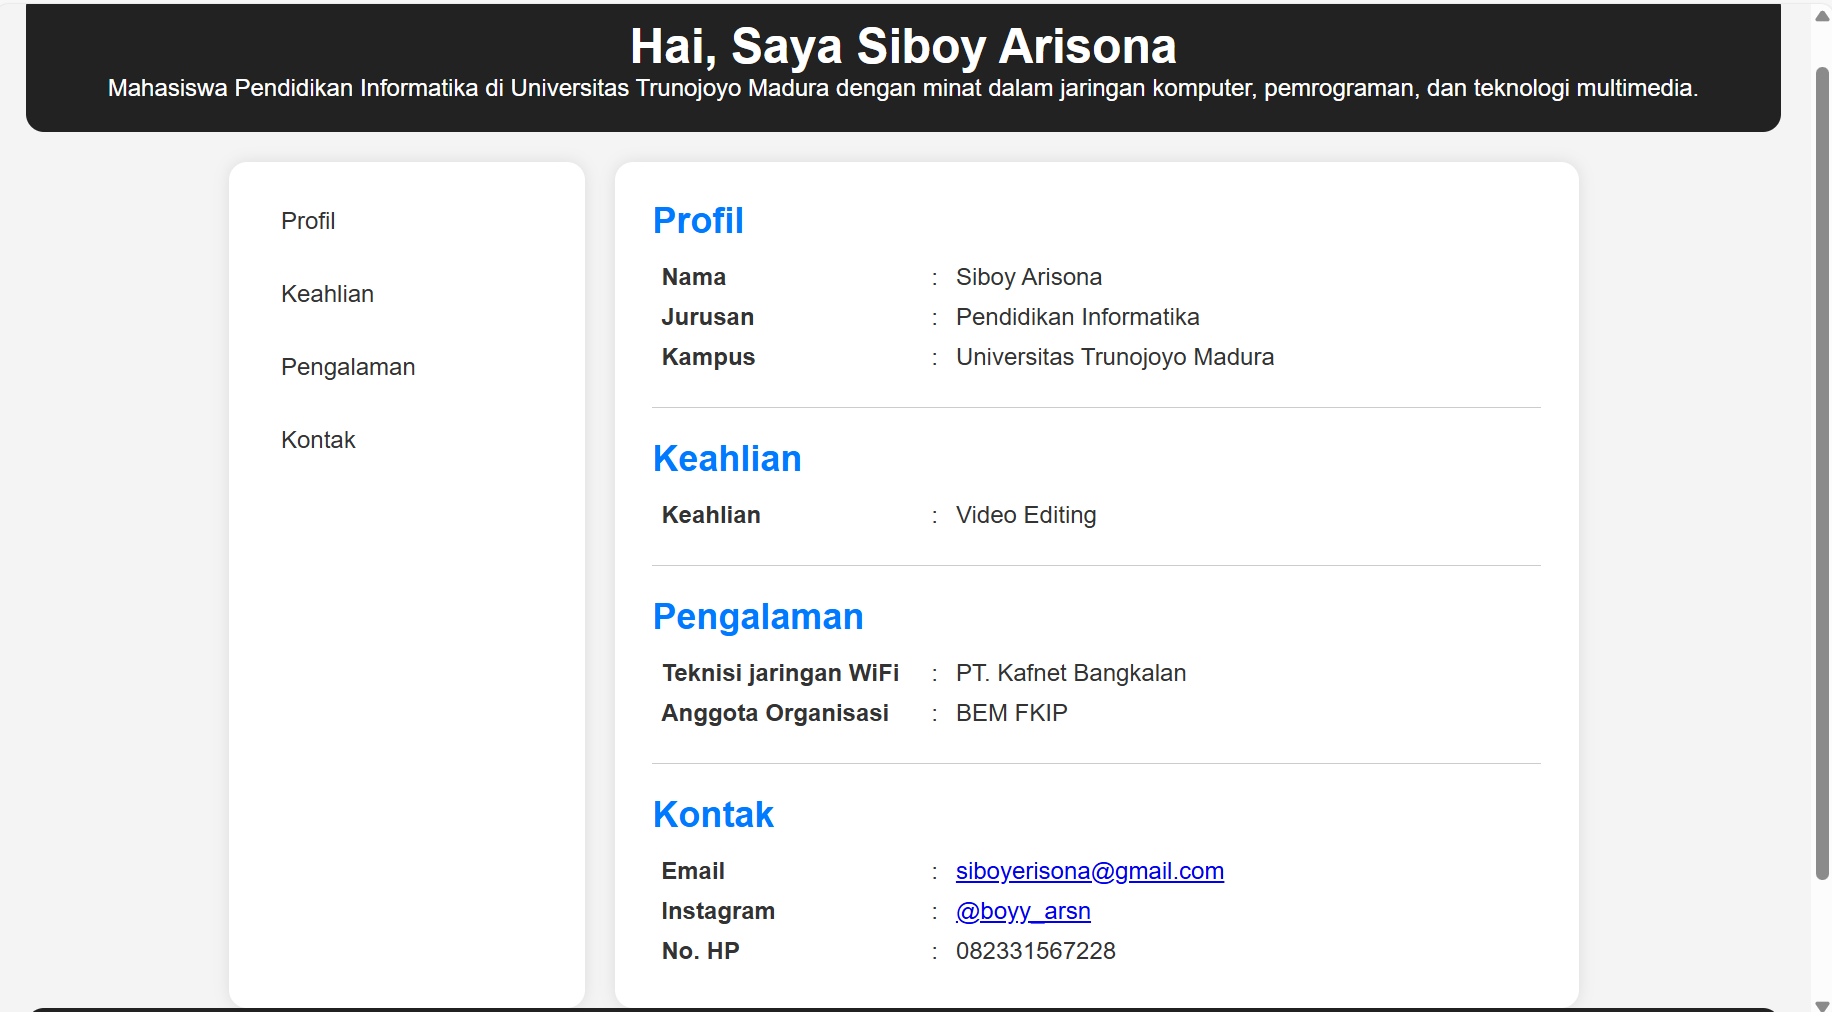 Hai, Saya Siboy Arisona
Mahasiswa Pendidikan Informatika di Universitas Trunojoyo Madura dengan minat dalam jaringan komputer, pemrograman, dan teknologi multimedia.
Profil
Keahlian
Pengalaman
Kontak
Profil
Nama : Siboy Arisona
Jurusan : Pendidikan Informatika
Kampus : Universitas Trunojoyo Madura
Keahlian
Keahlian : Video Editing
Pengalaman
Teknisi jaringan WiFi : PT. Kafnet Bangkalan
Anggota Organisasi : BEM FKIP
Kontak
Email : siboyerisona@gmail.com
Instagram : @boyy_arsn
No. HP : 082331567228